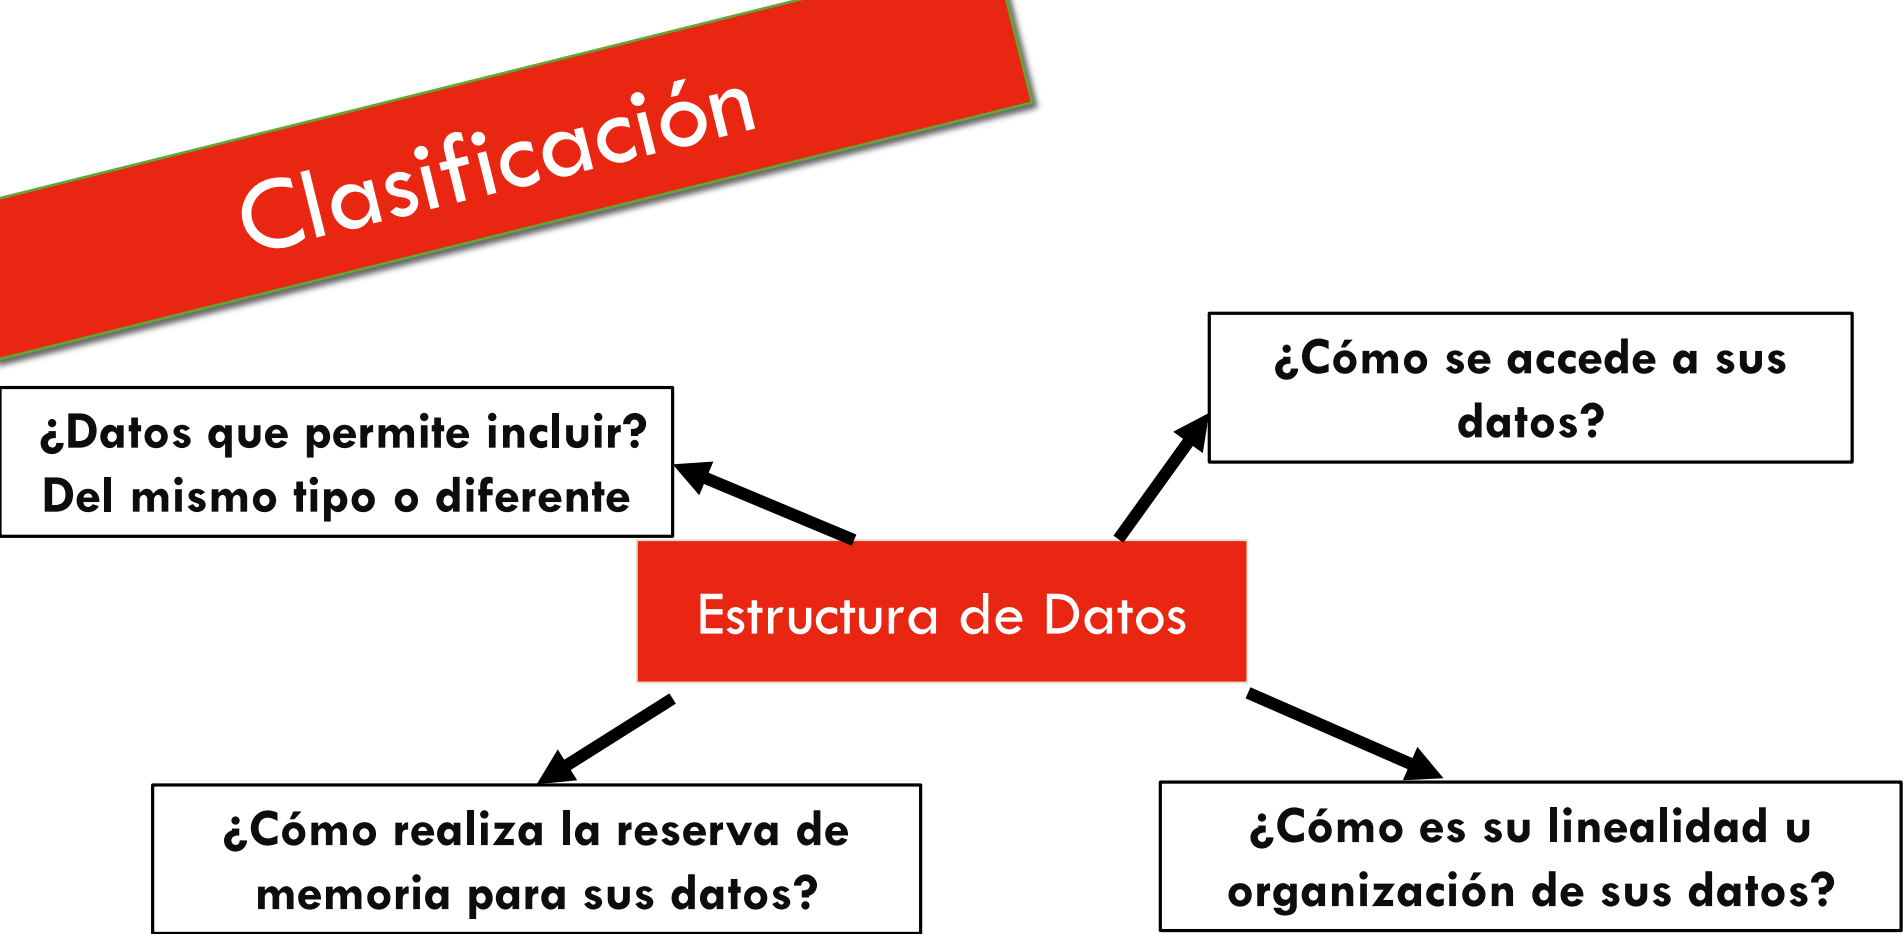 Clasificación
¿Cómo se accede a sus
datos?
¿Datos que permite incluir?
Del mismo tipo o diferente
Estructura de Datos
¿Cómo realiza la reserva de
memoria para sus datos?
¿Cómo es su linealidad u
organización de sus datos?